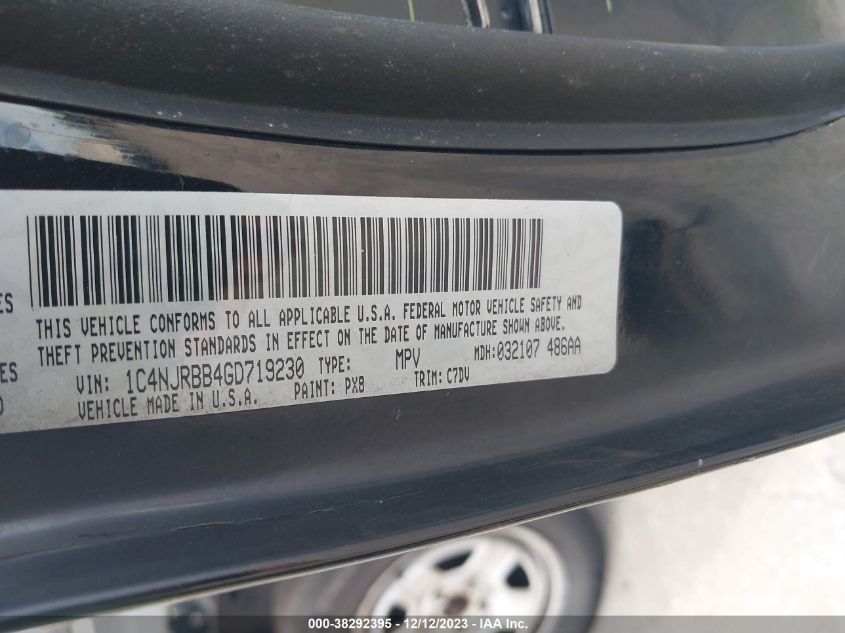 THIS VEHICLE CONFORMS TO ALL APPLICABLE U.S.A. FEDERAL MOTOR VEHICLE SAFETY AND
THEFT PREVENTION STANDARDS IN EFFECT ON THE DATE OF MANUFACTURE SHOWN ABOVE.
VIN: 1C4NJRBB4GD719230 TYPE: MPV MDH:032107 486AA
VEHICLE MADE IN U.S.A. PAINT: PX8 TRIM: C7DV
000-38292395 - 12/12/2023 - IAA Inc.